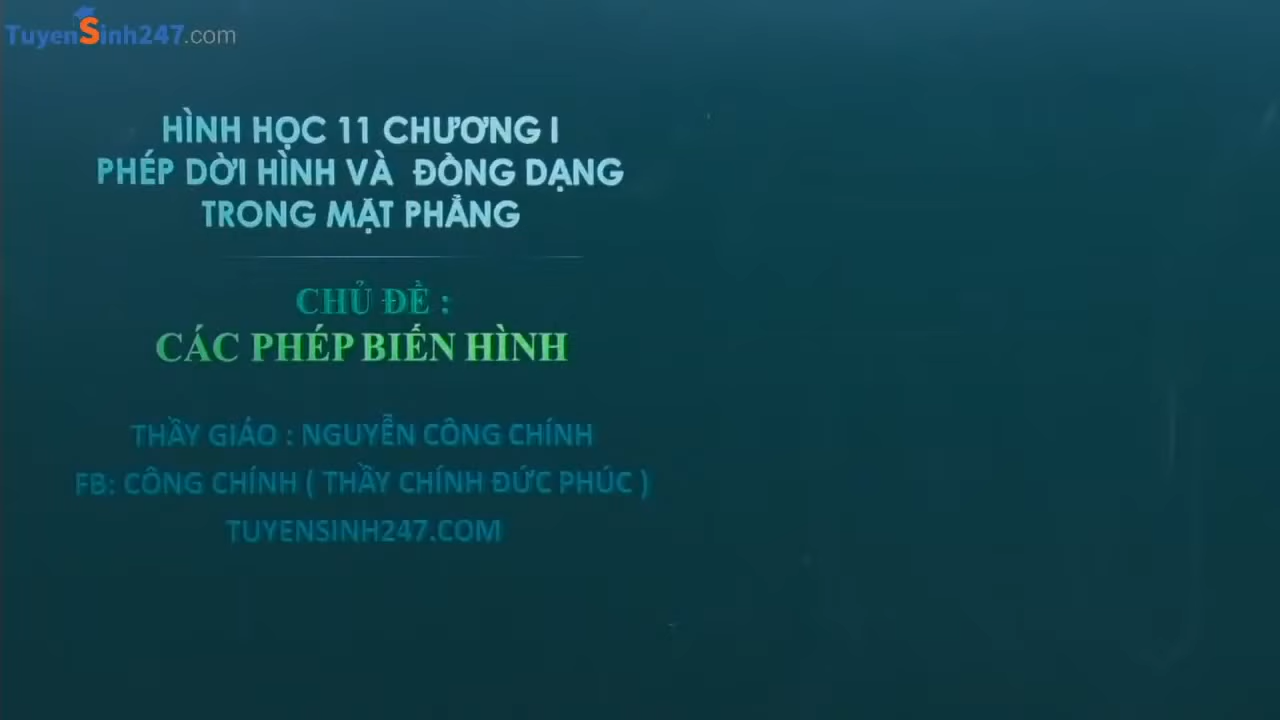 TuyenSinh247.com
HÌNH HỌC 11 CHƯƠNG I
PHÉP DỜI HÌNH VÀ ĐỒNG DẠNG
TRONG MẶT PHẲNG
CHỦ ĐỀ :
CÁC PHÉP BIẾN HÌNH
THẦY GIÁO : NGUYỄN CÔNG CHÍNH
FB: CÔNG CHÍNH ( THẦY CHÍNH ĐỨC PHÚC )
TUYENSINH247.COM